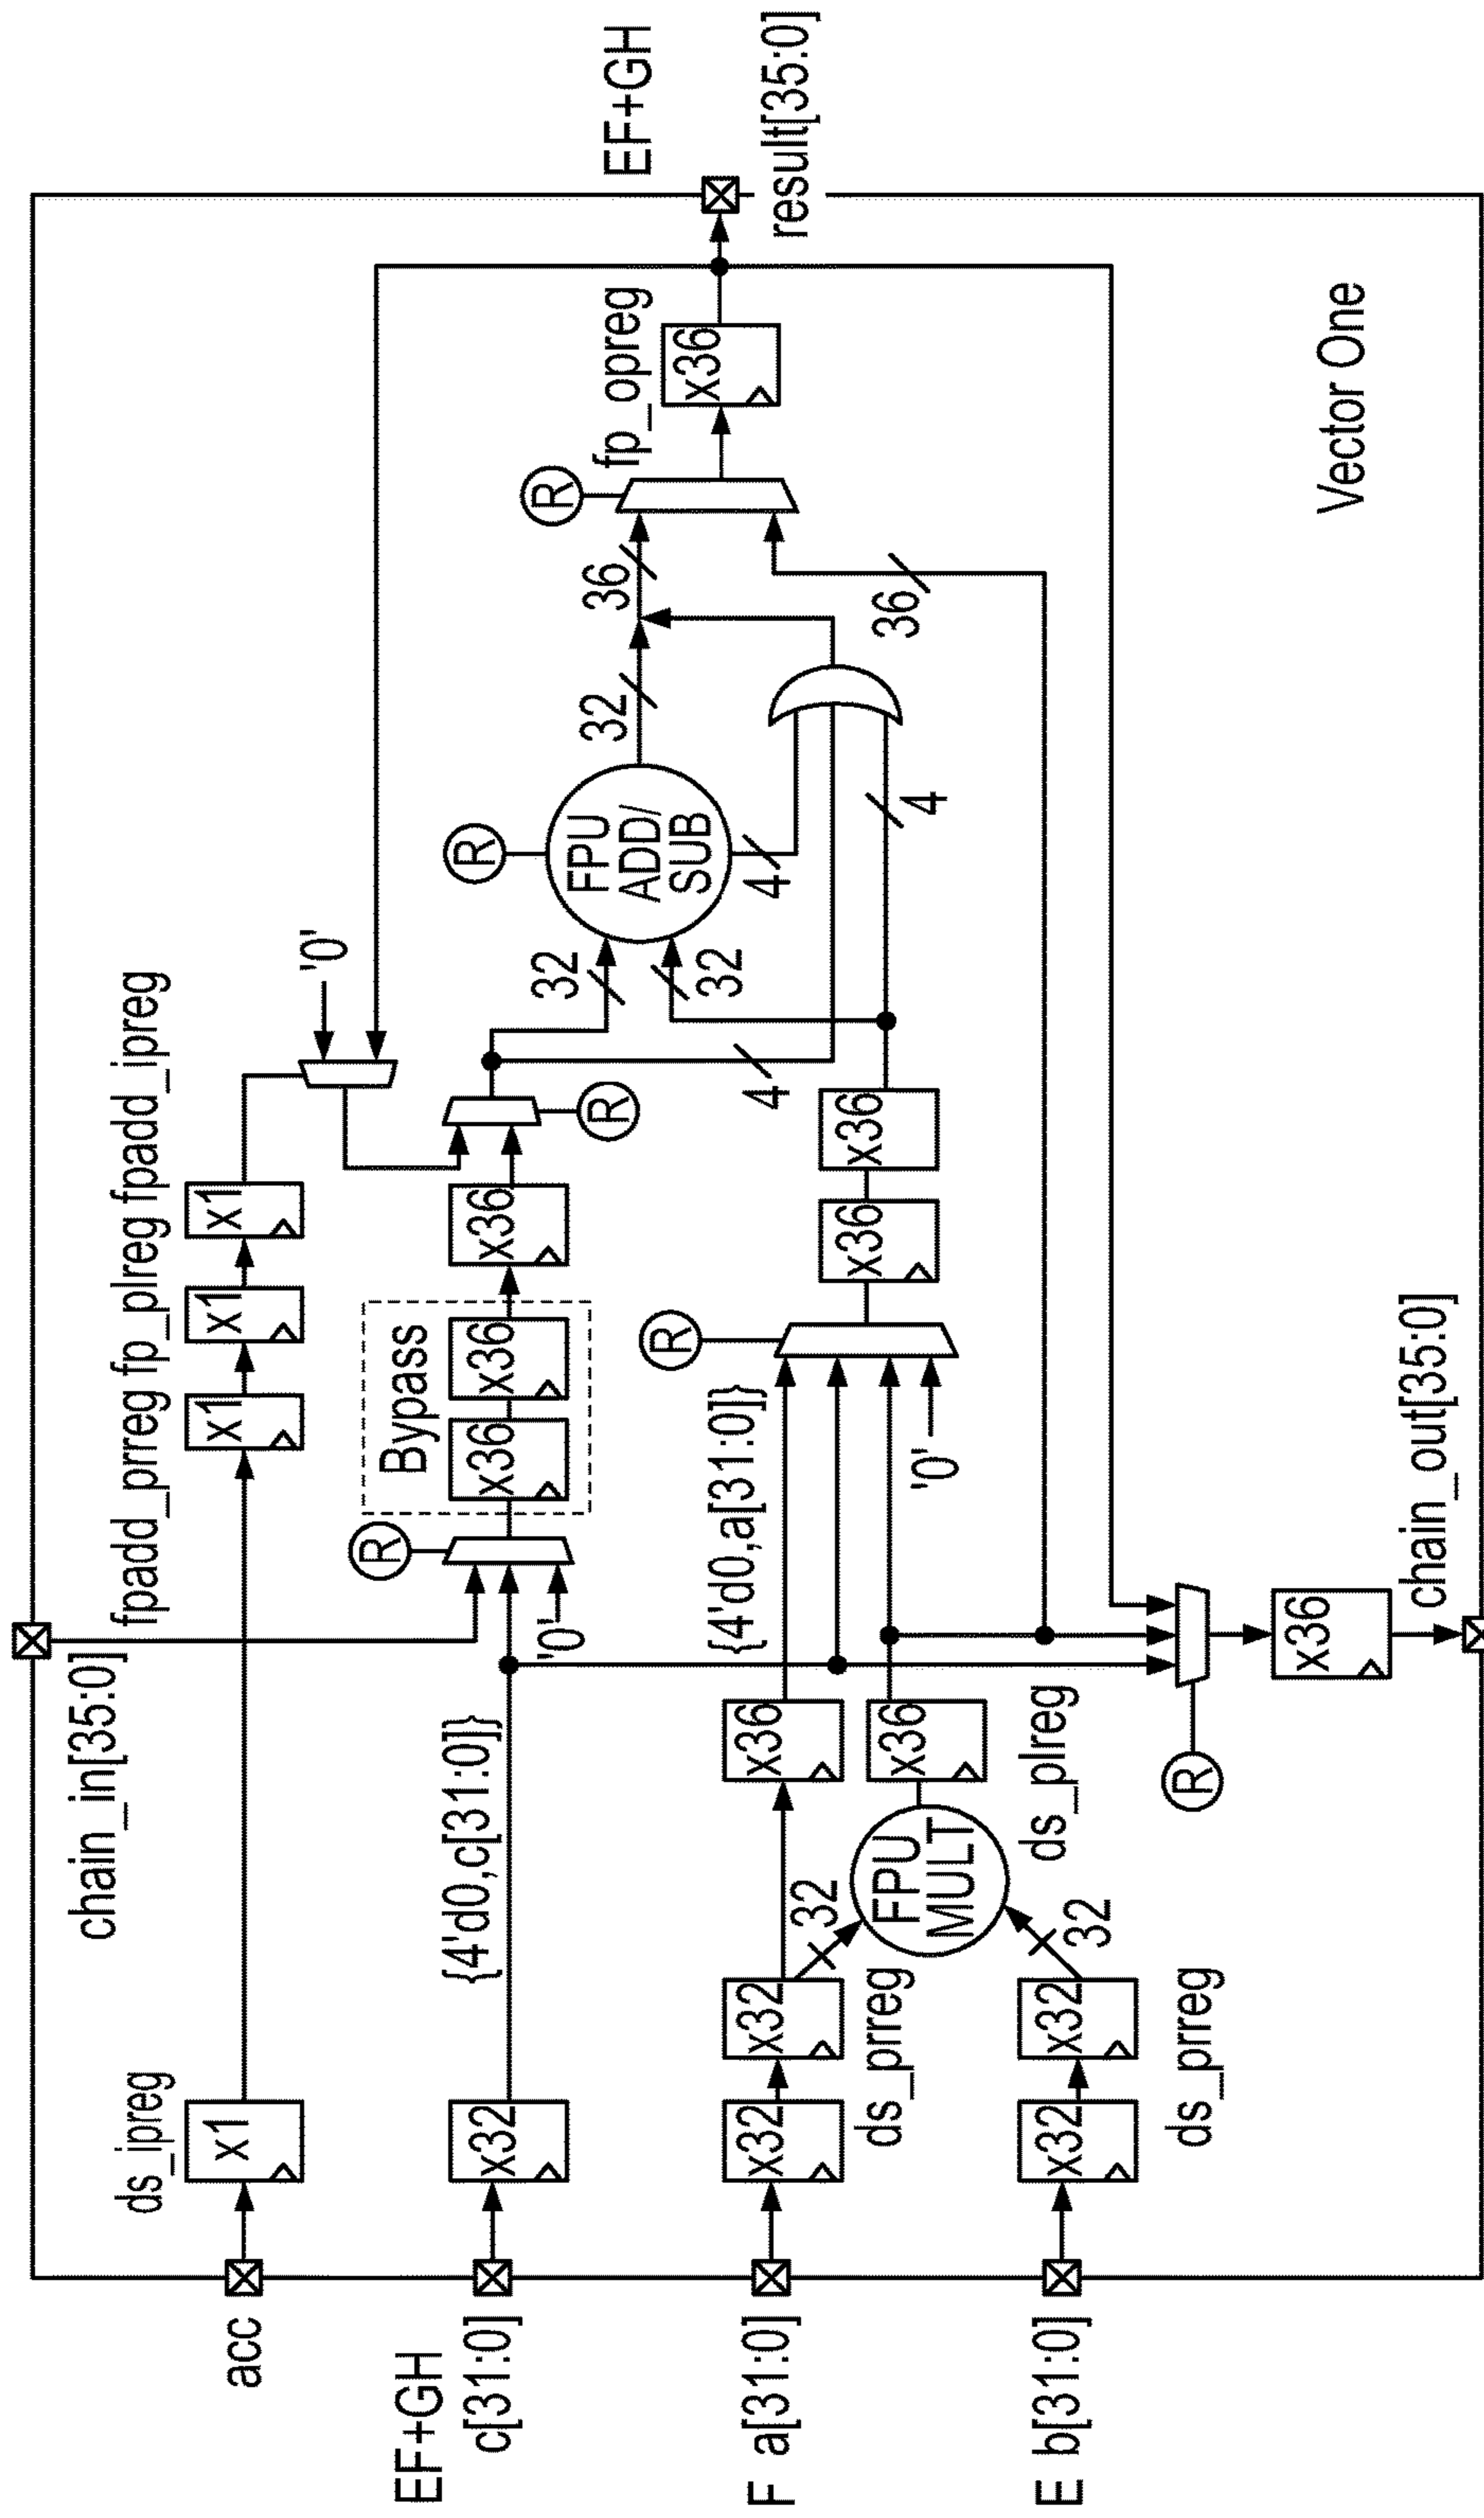 chain_in[35:0]
acc
ds_ipreg
x1
fpadd_prreg
fp_plreg
fpadd_ipreg
x1
x1
x1
'0'
EF+GH
c[31:0]
x32
{4'd0,c[31:0]}
'0'
R
Bypass
x36
x36
x36
R
32
4
32
R
FPU
ADD/
SUB
4
32
36
R
fp_opreg
x36
EF+GH
result[35:0]
F
a[31:0]
x32
x32
ds_prreg
32
x36
{4'd0,a[31:0]}
'0'
R
x36
x36
4
36
E
b[31:0]
x32
x32
ds_prreg
32
FPU
MULT
x36
ds_plreg
R
x36
chain_out[35:0]
Vector One